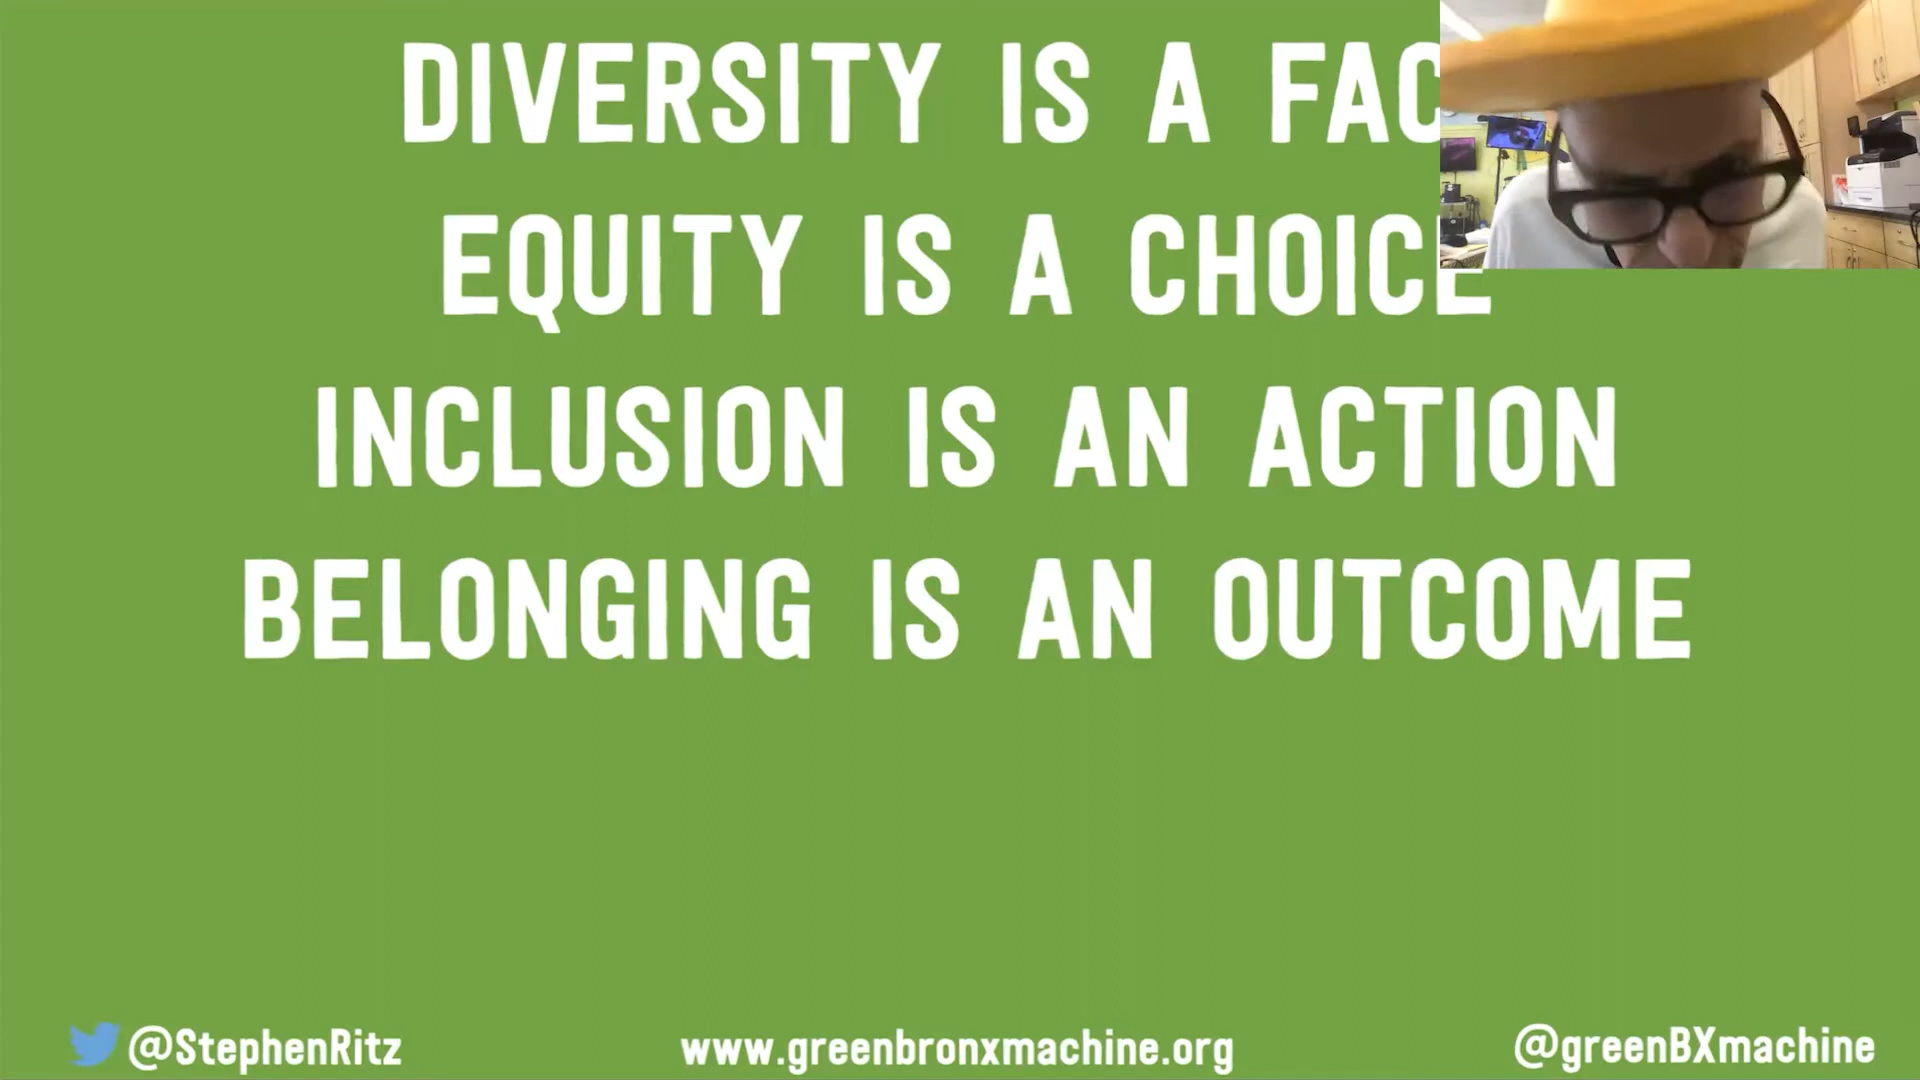 DIVERSITY IS A FAC
EQUITY IS A CHOICE
INCLUSION IS AN ACTION
BELONGING IS AN OUTCOME
@StephenRitz
www.greenbronxmachine.org
@greenBXmachine